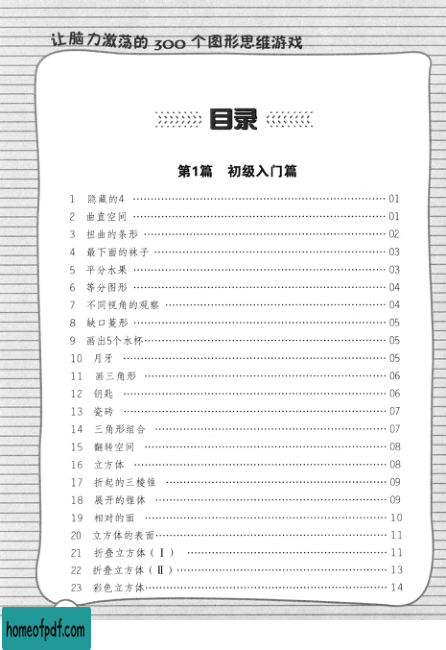 让脑力激荡的 300 个图形思维游戏
目录
第1篇 初级入门篇
1 隐藏的4 …… 01
2 曲直空间 …… 01
3 扭曲的条形 …… 02
4 最下面的袜子 …… 03
5 平分水果 …… 03
6 等分图形 …… 04
7 不同视角的观察 …… 04
8 缺口菱形 …… 05
9 画出5个水杯 …… 05
10 月牙 …… 05
11 画三角形 …… 06
12 钥匙 …… 06
13 瓷砖 …… 07
14 三角形组合 …… 07
15 翻转空间 …… 08
16 立方体 …… 08
17 折起的三棱锥 …… 09
18 展开的锥体 …… 09
19 相对的面 …… 10
20 立方体的表面 …… 11
21 折叠立方体（Ⅰ） …… 11
22 折叠立方体（Ⅱ） …… 13
23 彩色立方体 …… 14
homeofpdf.com